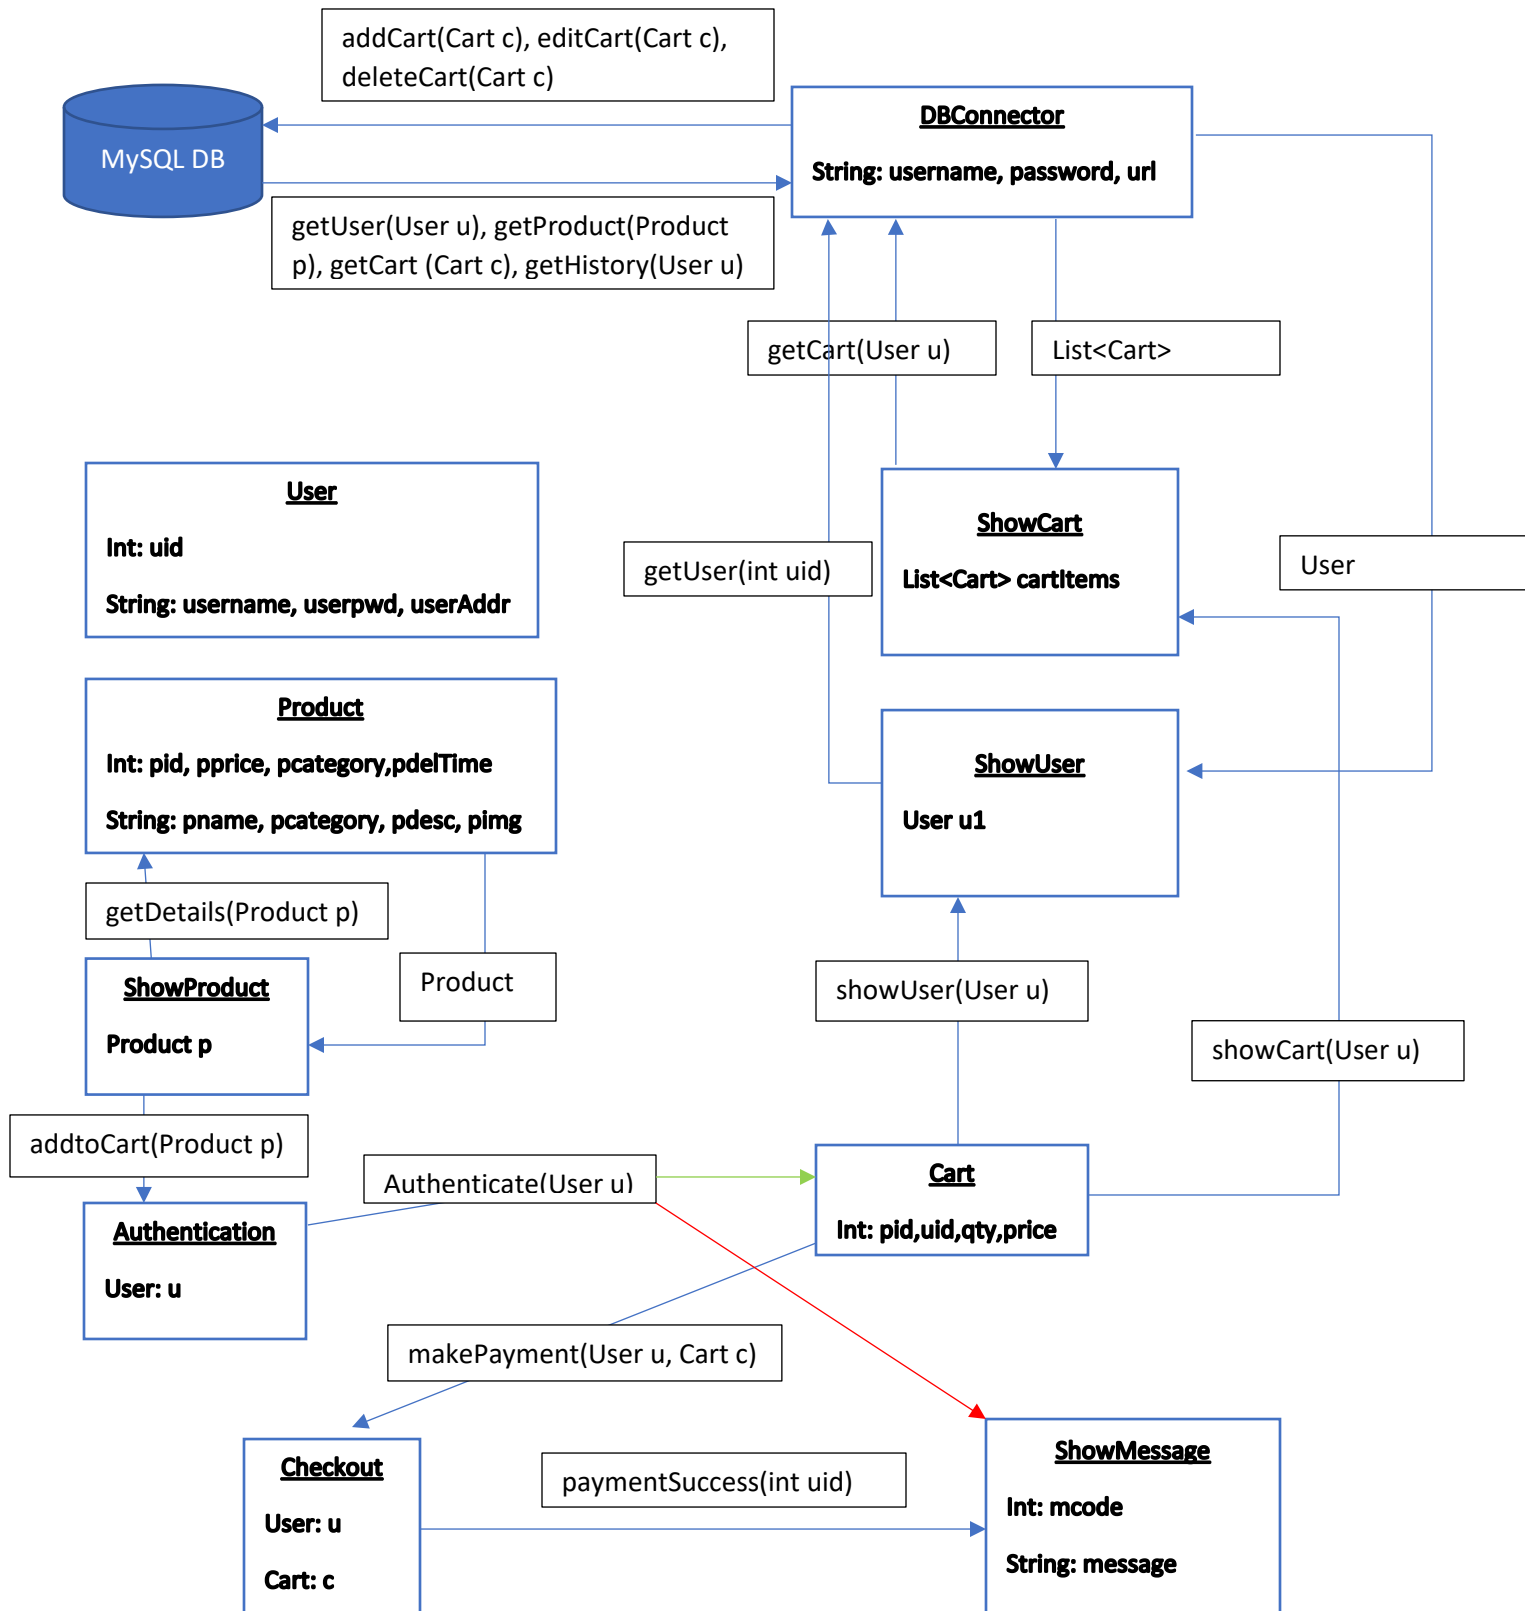 addCart(Cart c), editCart(Cart c),
deleteCart(Cart c)
MySQL DB
DBConnector
String: username, password, url
getUser(User u), getProduct(Product
p), getCart (Cart c), getHistory(User u)
getCart(User u)
List<Cart>
User
Int: uid
String: username, userpwd, userAddr
ShowCart
List<Cart> cartItems
getUser(int uid)
User
Product
Int: pid, pprice, pcategory,pdelTime
String: pname, pcategory, pdesc, pimg
ShowUser
User u1
getDetails(Product p)
Product
ShowProduct
Product p
showUser(User u)
showCart(User u)
addtoCart(Product p)
Authenticate(User u)
Cart
Int: pid,uid,qty,price
Authentication
User: u
makePayment(User u, Cart c)
Checkout
User: u
Cart: c
paymentSuccess(int uid)
ShowMessage
Int: mcode
String: message